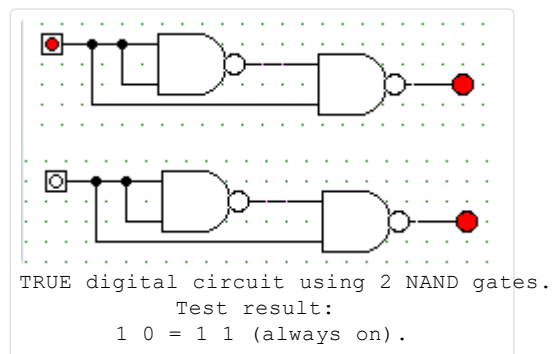 TRUE digital circuit using 2 NAND gates.
Test result:
1 0 = 1 1 (always on).